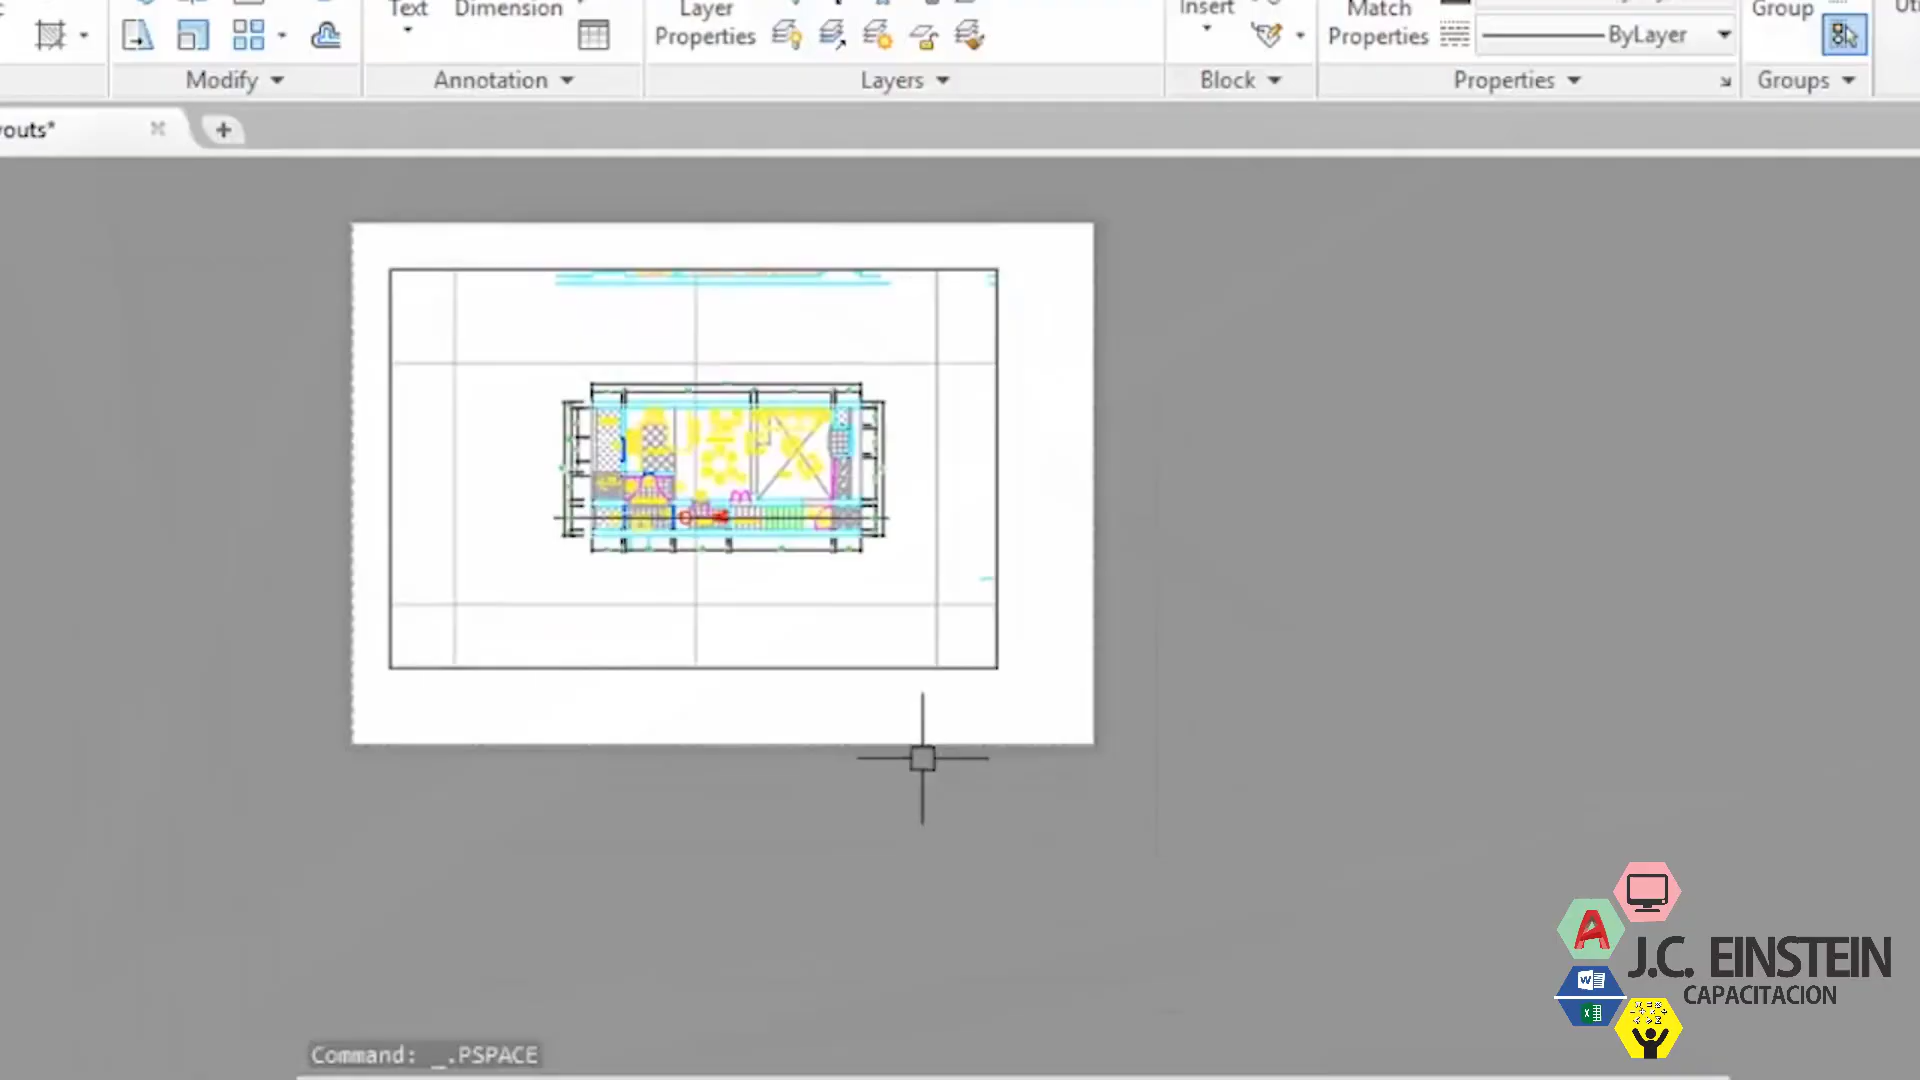 Text
Dimension
Layer
Properties
Insert
Match
Properties
ByLayer
Group
Modify
Annotation
Layers
Block
Properties
Groups
youts*
J.C. EINSTEIN
CAPACITACION
Command: _.PSPACE